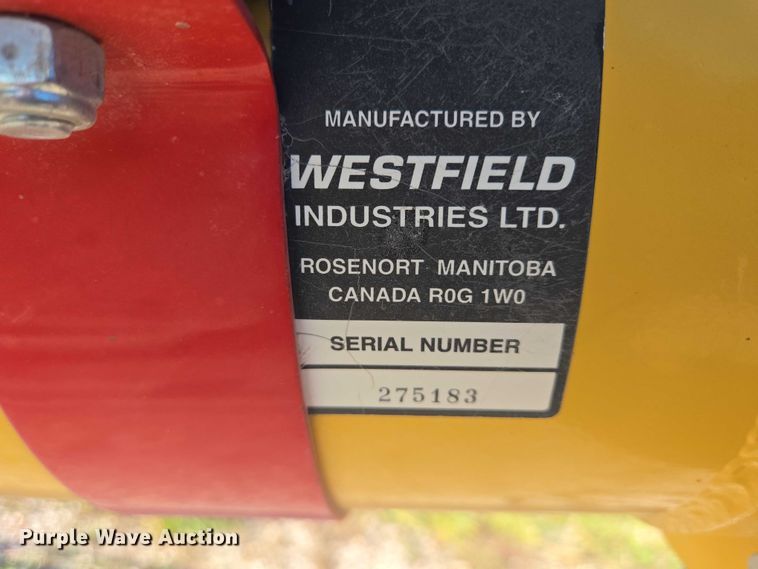 MANUFACTURED BY
WESTFIELD
INDUSTRIES LTD.
ROSENORT MANITOBA
CANADA R0G 1W0
SERIAL NUMBER
275183
Purple Wave Auction